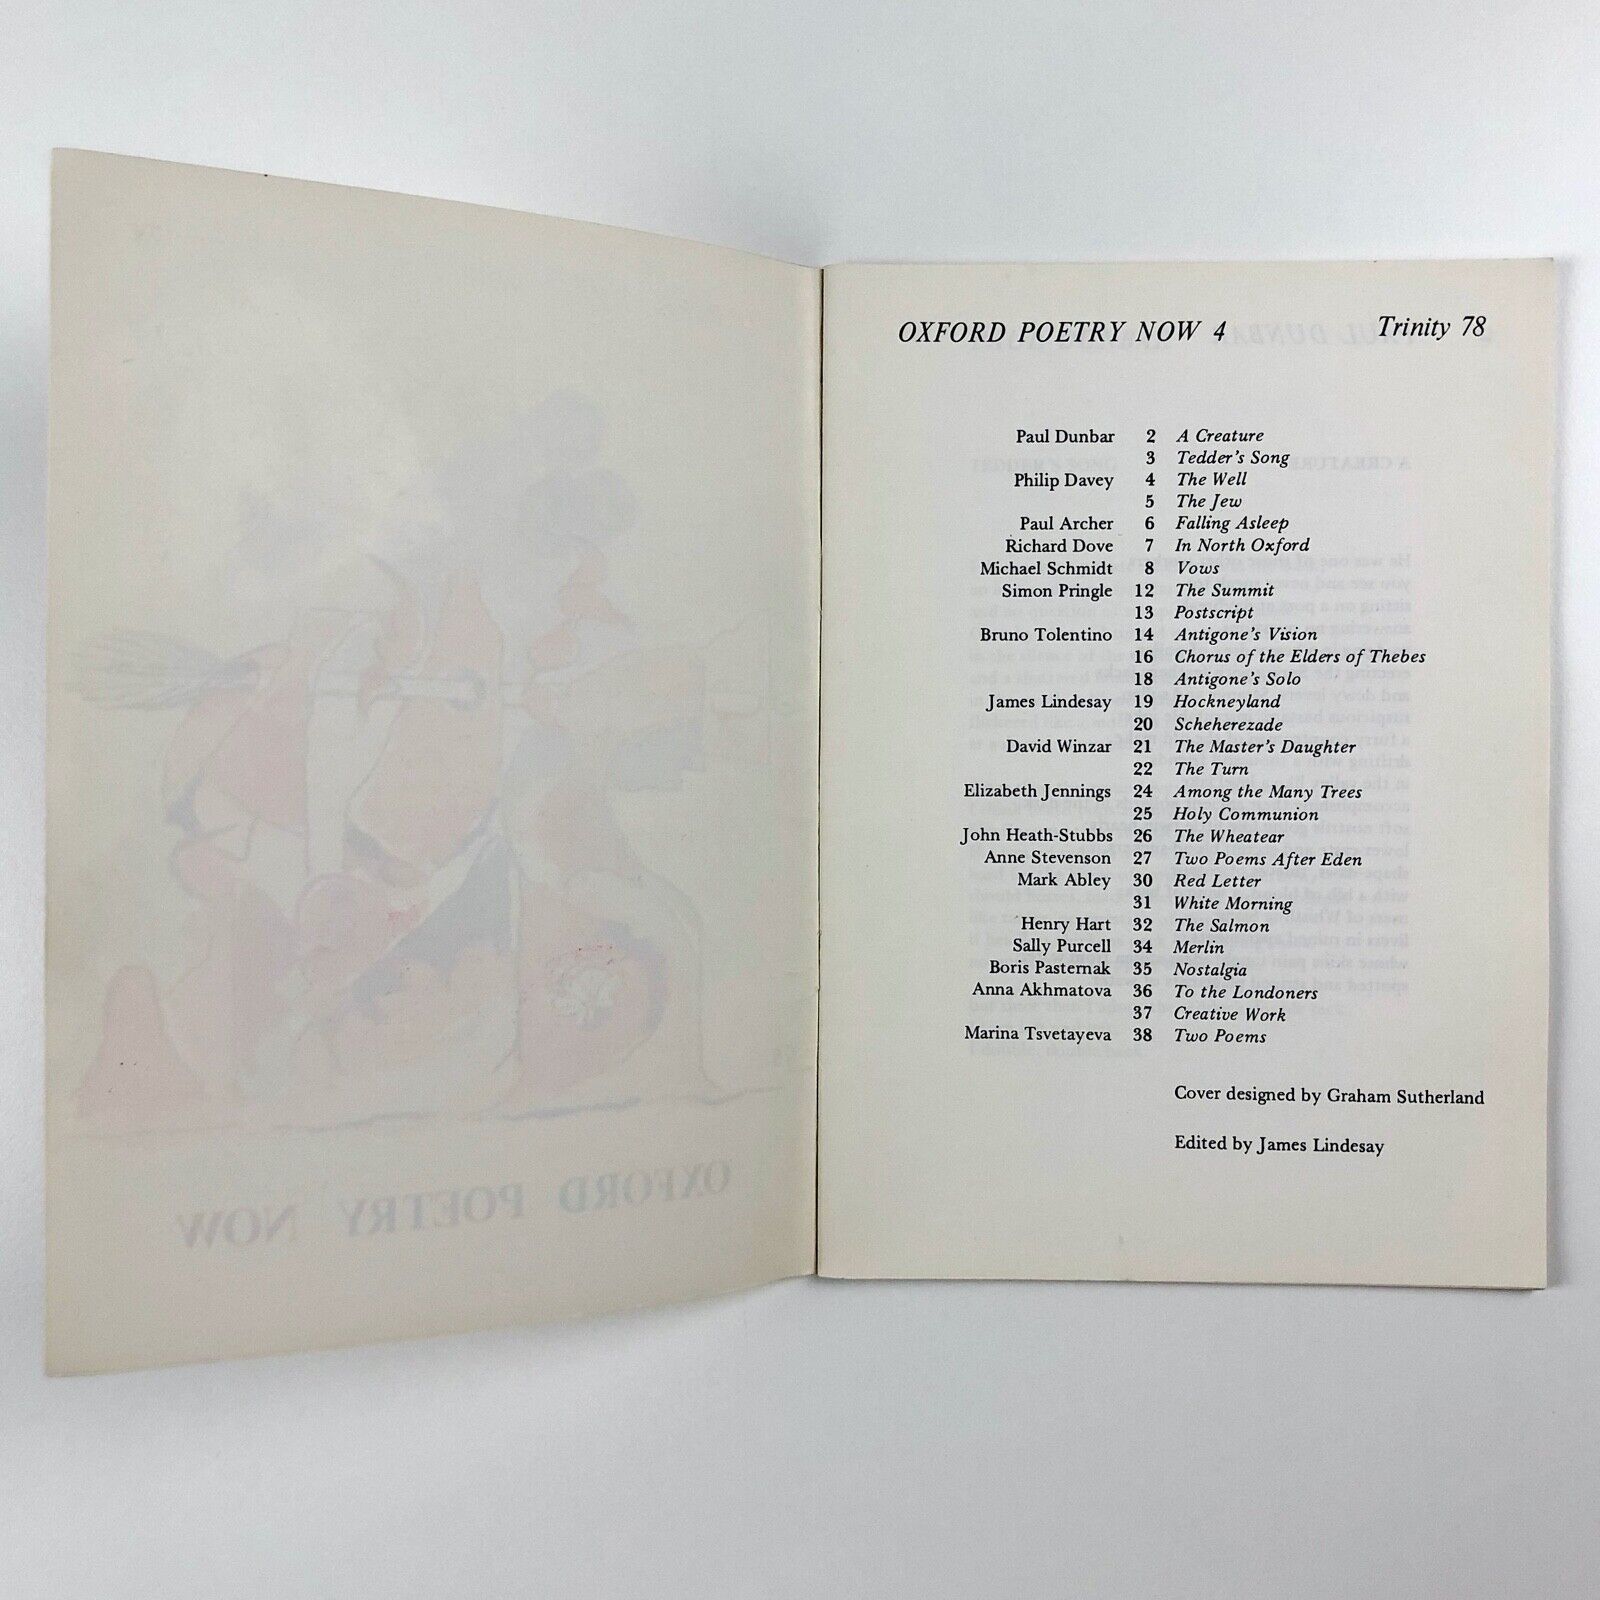 OXFORD POETRY NOW
OXFORD POETRY NOW 4 Trinity 78
Paul Dunbar 2 A Creature
3 Tedder's Song
Philip Davey 4 The Well
5 The Jew
Paul Archer 6 Falling Asleep
Richard Dove 7 In North Oxford
Michael Schmidt 8 Vows
Simon Pringle 12 The Summit
13 Postscript
Bruno Tolentino 14 Antigone's Vision
16 Chorus of the Elders of Thebes
18 Antigone's Solo
James Lindesay 19 Hockneyland
20 Scheherezade
David Winzar 21 The Master's Daughter
22 The Turn
Elizabeth Jennings 24 Among the Many Trees
25 Holy Communion
John Heath-Stubbs 26 The Wheatear
Anne Stevenson 27 Two Poems After Eden
Mark Abley 30 Red Letter
31 White Morning
Henry Hart 32 The Salmon
Sally Purcell 34 Merlin
Boris Pasternak 35 Nostalgia
Anna Akhmatova 36 To the Londoners
37 Creative Work
Marina Tsvetayeva 38 Two Poems
Cover designed by Graham Sutherland
Edited by James Lindesay